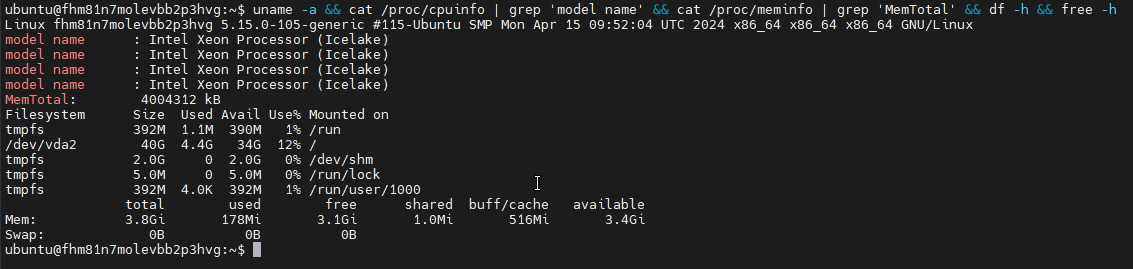 ubuntu@fhm81n7molevbb2p3hvg:~$ uname -a && cat /proc/cpuinfo | grep 'model name' && cat /proc/meminfo | grep 'MemTotal' && df -h && free -h
Linux fhm81n7molevbb2p3hvg 5.15.0-105-generic #115-Ubuntu SMP Mon Apr 15 09:52:04 UTC 2024 x86_64 x86_64 x86_64 GNU/Linux
model name      : Intel Xeon Processor (Icelake)
model name      : Intel Xeon Processor (Icelake)
model name      : Intel Xeon Processor (Icelake)
model name      : Intel Xeon Processor (Icelake)
MemTotal:        4004312 kB
Filesystem      Size  Used Avail Use% Mounted on
tmpfs           392M  1.1M  390M   1% /run
/dev/vda2        40G  4.4G   34G  12% /
tmpfs           2.0G     0  2.0G   0% /dev/shm
tmpfs           5.0M     0  5.0M   0% /run/lock
tmpfs           392M  4.0K  392M   1% /run/user/1000
               total        used        free      shared  buff/cache   available
Mem:           3.8Gi       178Mi       3.1Gi       1.0Mi       516Mi       3.4Gi
Swap:             0B          0B          0B
ubuntu@fhm81n7molevbb2p3hvg:~$